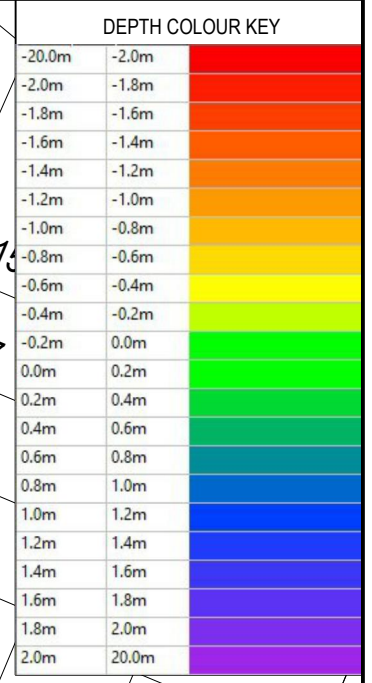 DEPTH COLOUR KEY
-20.0m -2.0m
-2.0m -1.8m
-1.8m -1.6m
-1.6m -1.4m
-1.4m -1.2m
-1.2m -1.0m
-1.0m -0.8m
-0.8m -0.6m
-0.6m -0.4m
-0.4m -0.2m
-0.2m 0.0m
0.0m 0.2m
0.2m 0.4m
0.4m 0.6m
0.6m 0.8m
0.8m 1.0m
1.0m 1.2m
1.2m 1.4m
1.4m 1.6m
1.6m 1.8m
1.8m 2.0m
2.0m 20.0m